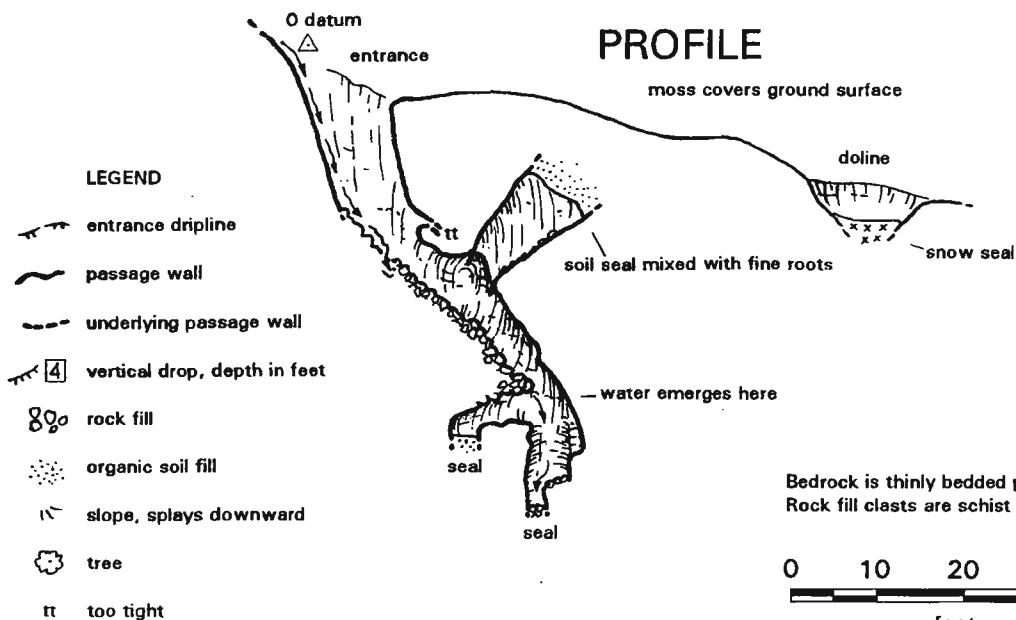 PROFILE
0 datum
entrance
moss covers ground surface
doline
snow seal
tt
soil seal mixed with fine roots
water emerges here
seal
seal
LEGEND
entrance dripline
passage wall
underlying passage wall
4 vertical drop, depth in feet
rock fill
organic soil fill
slope, splays downward
tree
tt too tight
Bedrock is thinly bedded
Rock fill clasts are schist
0 10 20